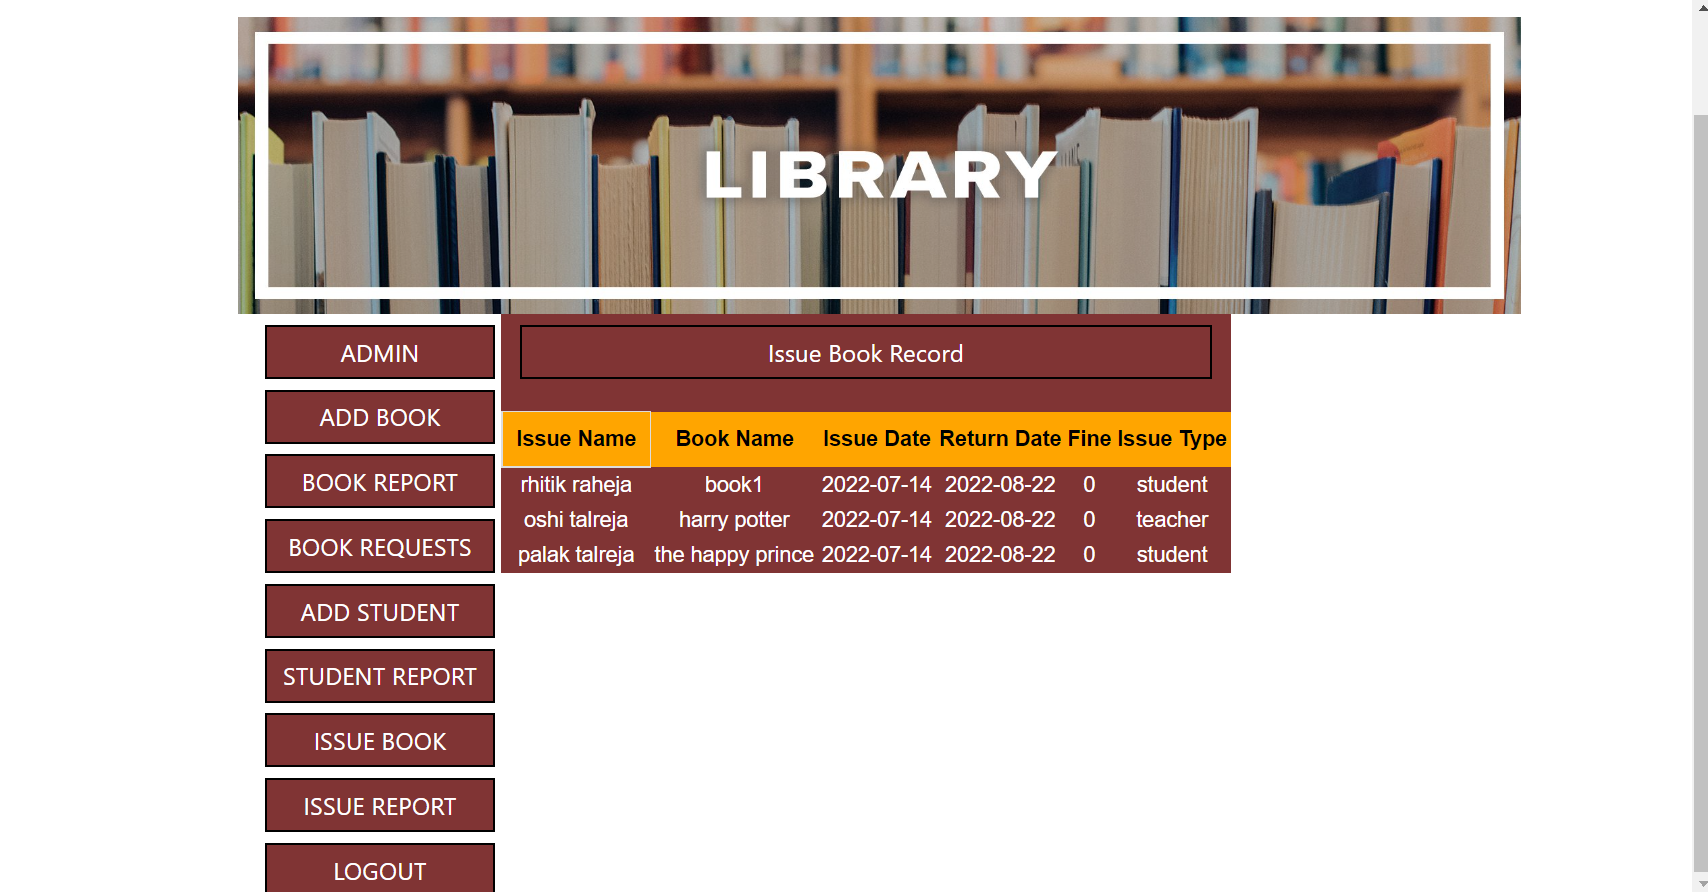 LIBRARY
ADMIN
ADD BOOK
BOOK REPORT
BOOK REQUESTS
ADD STUDENT
STUDENT REPORT
ISSUE BOOK
ISSUE REPORT
LOGOUT
Issue Book Record
Issue Name Book Name Issue Date Return Date Fine Issue Type
rhitik raheja book1 2022-07-14 2022-08-22 0 student
oshi talreja harry potter 2022-07-14 2022-08-22 0 teacher
palak talreja the happy prince 2022-07-14 2022-08-22 0 student